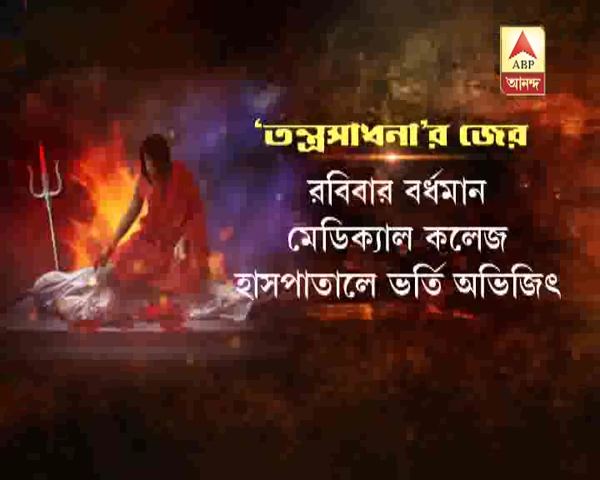 ABP
আনন্দ
‘তন্ত্রসাধনা’র জের
রবিবার বর্ধমান
মেডিক্যাল কলেজ
হাসপাতালে ভর্তি অভিজিৎ